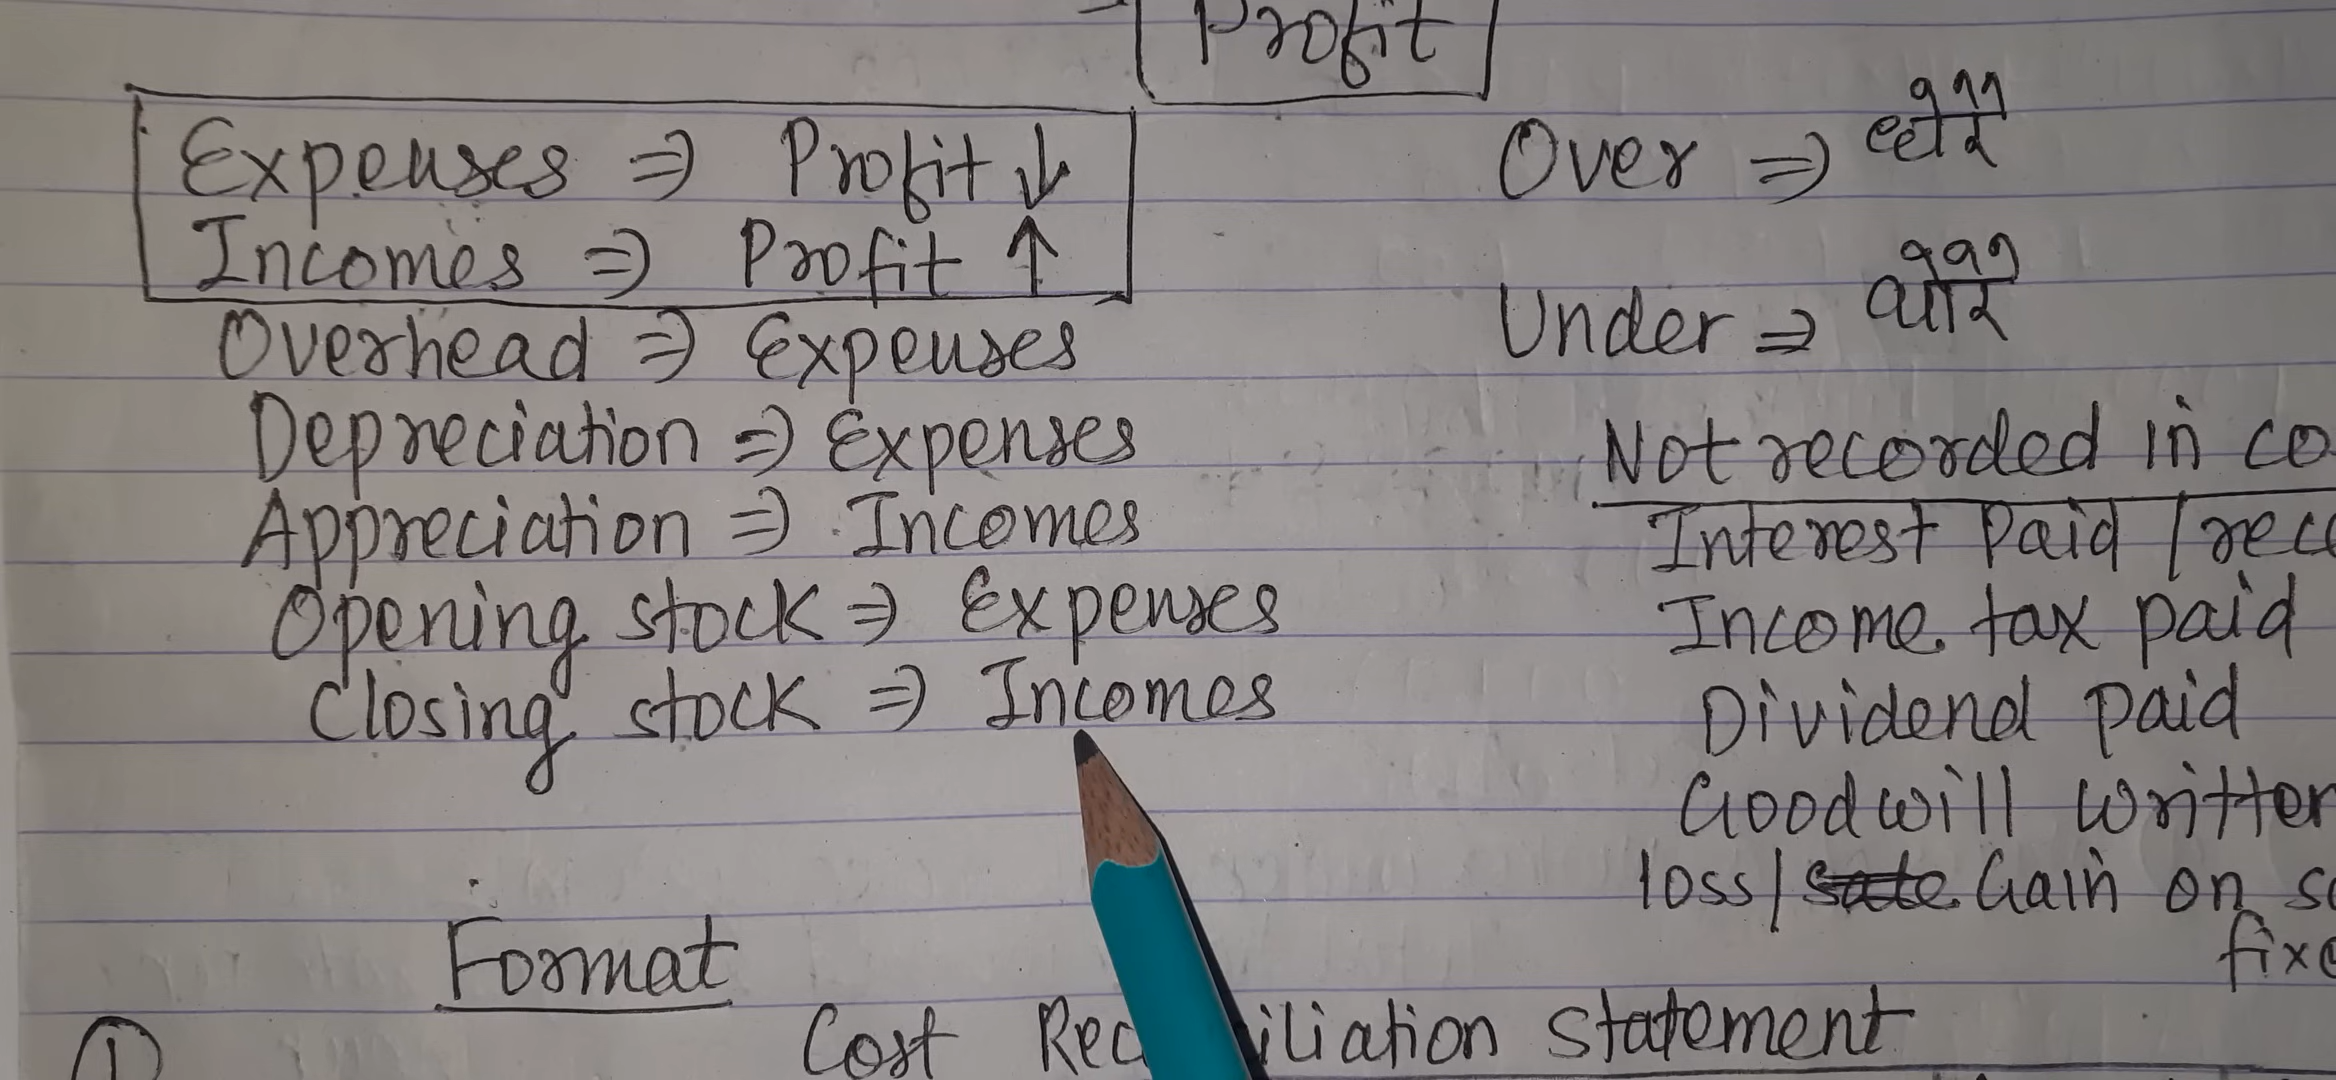 Profit
Expenses ⇒ Profit ↓
Incomes ⇒ Profit ↑
Overhead ⇒ Expenses
Depreciation ⇒ Expenses
Appreciation ⇒ Incomes
Opening stock ⇒ Expenses
Closing stock ⇒ Incomes
Over ⇒
Under ⇒
Not recorded in co
Interest Paid / rec
Income tax paid
Dividend paid
Goodwill written
loss/ Gain on
Format
①
Cost Rec iliation statement